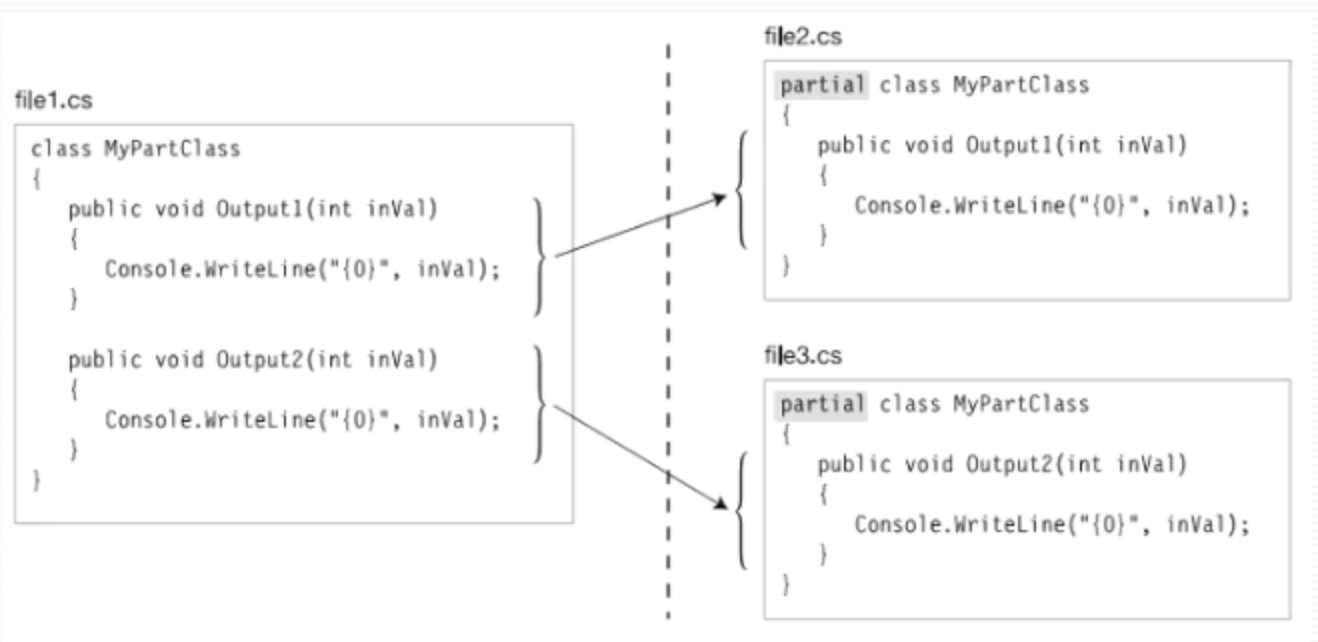 file1.cs
class MyPartClass
{
public void Output1(int inVal)
{
Console.WriteLine("{0}", inVal);
}
public void Output2(int inVal)
{
Console.WriteLine("{0}", inVal);
}
}
file2.cs
partial class MyPartClass
{
public void Output1(int inVal)
{
Console.WriteLine("{0}", inVal);
}
}
file3.cs
partial class MyPartClass
{
public void Output2(int inVal)
{
Console.WriteLine("{0}", inVal);
}
}